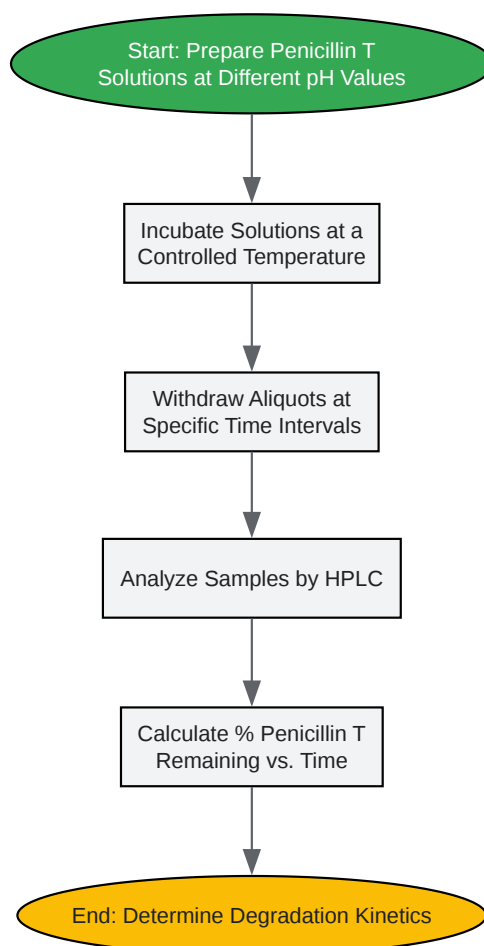 Start: Prepare Penicillin T
Solutions at Different pH Values
Incubate Solutions at a
Controlled Temperature
Withdraw Aliquots at
Specific Time Intervals
Analyze Samples by HPLC
Calculate % Penicillin T
Remaining vs. Time
End: Determine Degradation Kinetics